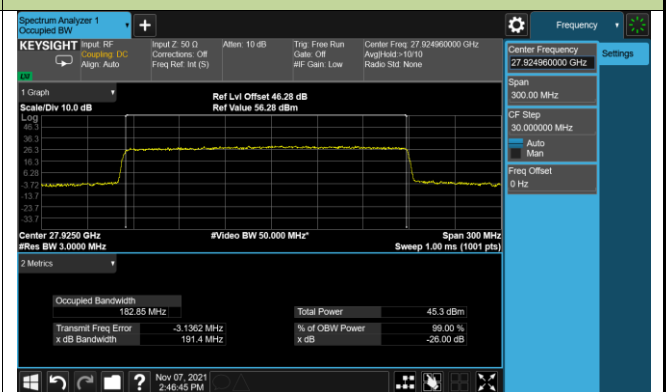 Spectrum Analyzer 1
Occupied BW
Frequency
KEYSIGHT
Input: RF
Coupling: DC
Align: Auto
Input Z: 50 Ω
Corrections: Off
Freq Ref: Int (S)
Atten: 10 dB
Trig: Free Run
Gate: Off
#IF Gain: Low
Center Freq: 27.924960000 GHz
Avg|Hold:>10/10
Radio Std: None
1 Graph
Scale/Div 10.0 dB
Ref Lvl Offset 46.28 dB
Ref Value 56.28 dBm
Log
46.3
36.3
26.3
16.3
6.28
-3.72
-13.7
-23.7
-33.7
Center 27.9250 GHz
#Res BW 3.0000 MHz
#Video BW 50.000 MHz*
Span 300 MHz
Sweep 1.00 ms (1001 pts)
2 Metrics
Occupied Bandwidth
182.85 MHz
Transmit Freq Error -3.1362 MHz
x dB Bandwidth 191.4 MHz
Total Power 45.3 dBm
% of OBW Power 99.00 %
x dB -26.00 dB
Center Frequency
27.924960000 GHz
Settings
Span
300.00 MHz
CF Step
30.000000 MHz
Auto
Man
Freq Offset
0 Hz
Nov 07, 2021
2:46:45 PM